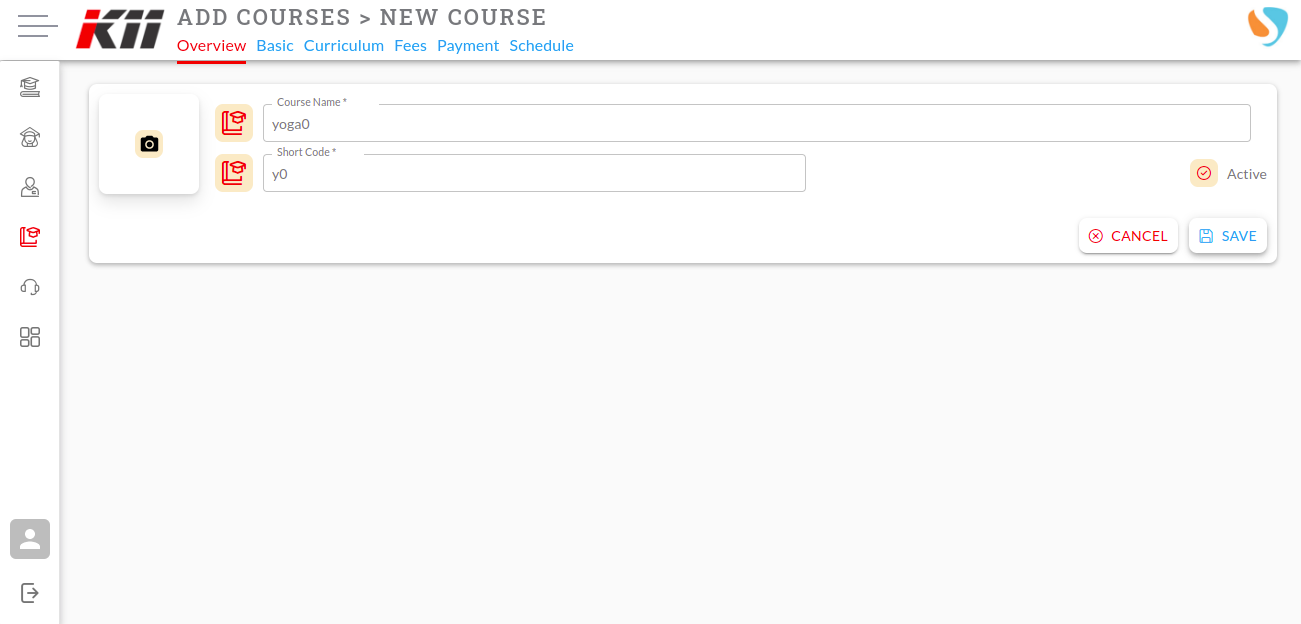 KII
ADD COURSES > NEW COURSE
Overview Basic Curriculum Fees Payment Schedule
Course Name *
yoga0
Short Code *
y0
Active
CANCEL SAVE